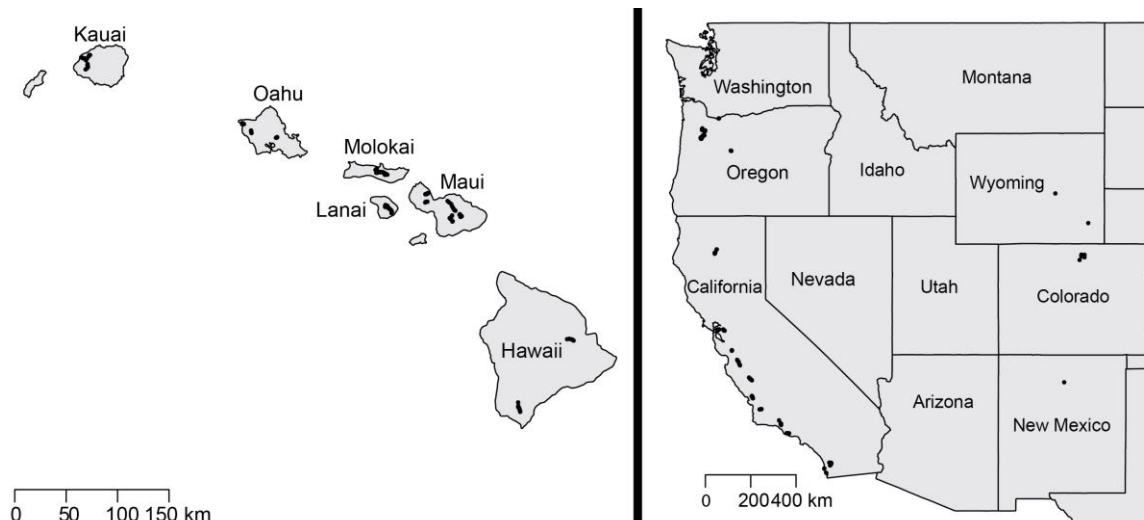 Kauai
Oahu
Molokai
Maui
Lanai
Hawaii
0 50 100 150 km
Washington
Montana
Oregon
Idaho
Wyoming
California
Nevada
Utah
Colorado
Arizona
New Mexico
0 200400 km